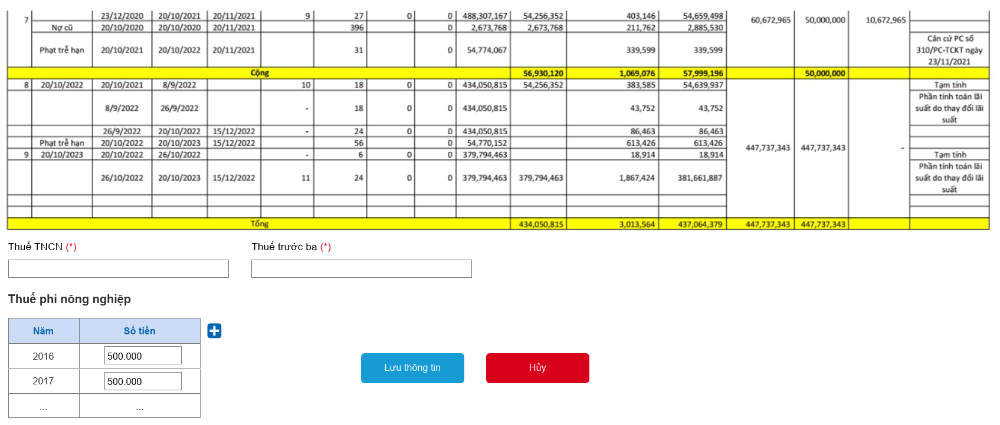 7 23/12/2020 20/10/2021 20/11/2021 9 27 0 0 488,307,167 54,256,352 403,146 54,659,498 60,672,965 50,000,000 10,672,965
Nợ cũ 20/10/2020 20/10/2020 20/11/2021 396 0 2,673,768 2,673,768 211,762 2,885,530
Phạt trễ hạn 20/10/2021 20/10/2022 20/11/2021 31 0 54,774,067 339,599 339,599 Căn cứ PC số
310/PC-TCKT ngày
23/11/2021
Cộng 56,930,120 1,069,076 57,999,196 50,000,000
8 20/10/2022 20/10/2021 8/9/2022 10 18 0 0 434,050,815 54,256,352 383,585 54,639,937 Tạm tính
8/9/2022 26/9/2022 - 18 0 0 434,050,815 43,752 43,752 Phần tính toán lãi
suất do thay đổi lãi
suất
26/9/2022 20/10/2022 15/12/2022 - 24 0 0 434,050,815 86,463 86,463
Phạt trễ hạn 20/10/2022 20/10/2023 15/12/2022 56 0 54,770,152 613,426 613,426
447,737,343 447,737,343 -
9 20/10/2023 20/10/2022 26/10/2022 - 6 0 0 379,794,463 18,914 18,914 Tạm tính
26/10/2022 20/10/2023 15/12/2022 11 24 0 0 379,794,463 379,794,463 1,867,424 381,661,887 Phần tính toán lãi
suất do thay đổi lãi
suất
Tổng 434,050,815 3,013,564 437,064,379 447,737,343 447,737,343
Thuế TNCN (*) Thuế trước bạ (*)
Thuế phi nông nghiệp
Năm Số tiền
2016 500.000
2017 500.000
... ...
Lưu thông tin Hủy